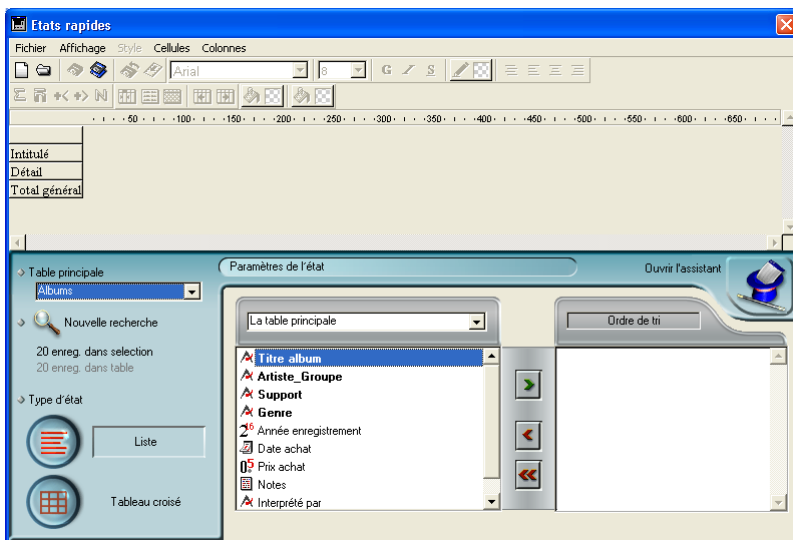 Etats rapides
Fichier Affichage Style Cellules Colonnes
Arial 8 G I S
50 100 150 200 250 300 350 400 450 500 550 600 650
Intitulé
Détail
Total général
Table principale
Albums
Nouvelle recherche
20 enreg. dans selection
20 enreg. dans table
Type d'état
Liste
Tableau croisé
Paramètres de l'état
Ouvrir l'assistant
La table principale
Ordre de tri
Titre album
Artiste_Groupe
Support
Genre
Année enregistrement
Date achat
Prix achat
Notes
Interprété par